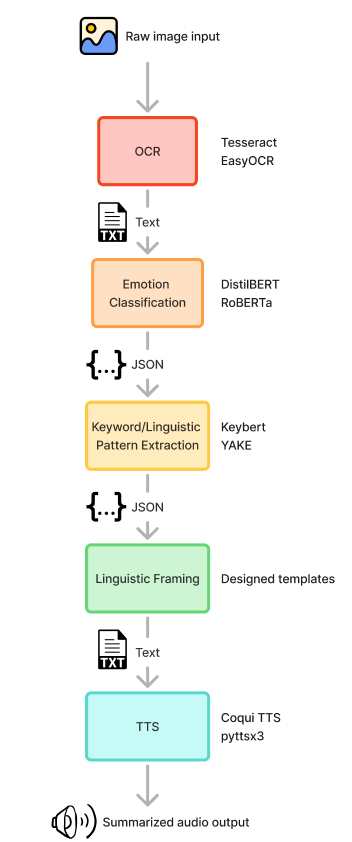 Raw image input
OCR
Tesseract
EasyOCR
TXT
Text
Emotion
Classification
DistilBERT
RoBERTa
{...}
JSON
Keyword/Linguistic
Pattern Extraction
Keybert
YAKE
{...}
JSON
Linguistic Framing
Designed templates
TXT
Text
TTS
Coqui TTS
pyttsx3
Summarized audio output